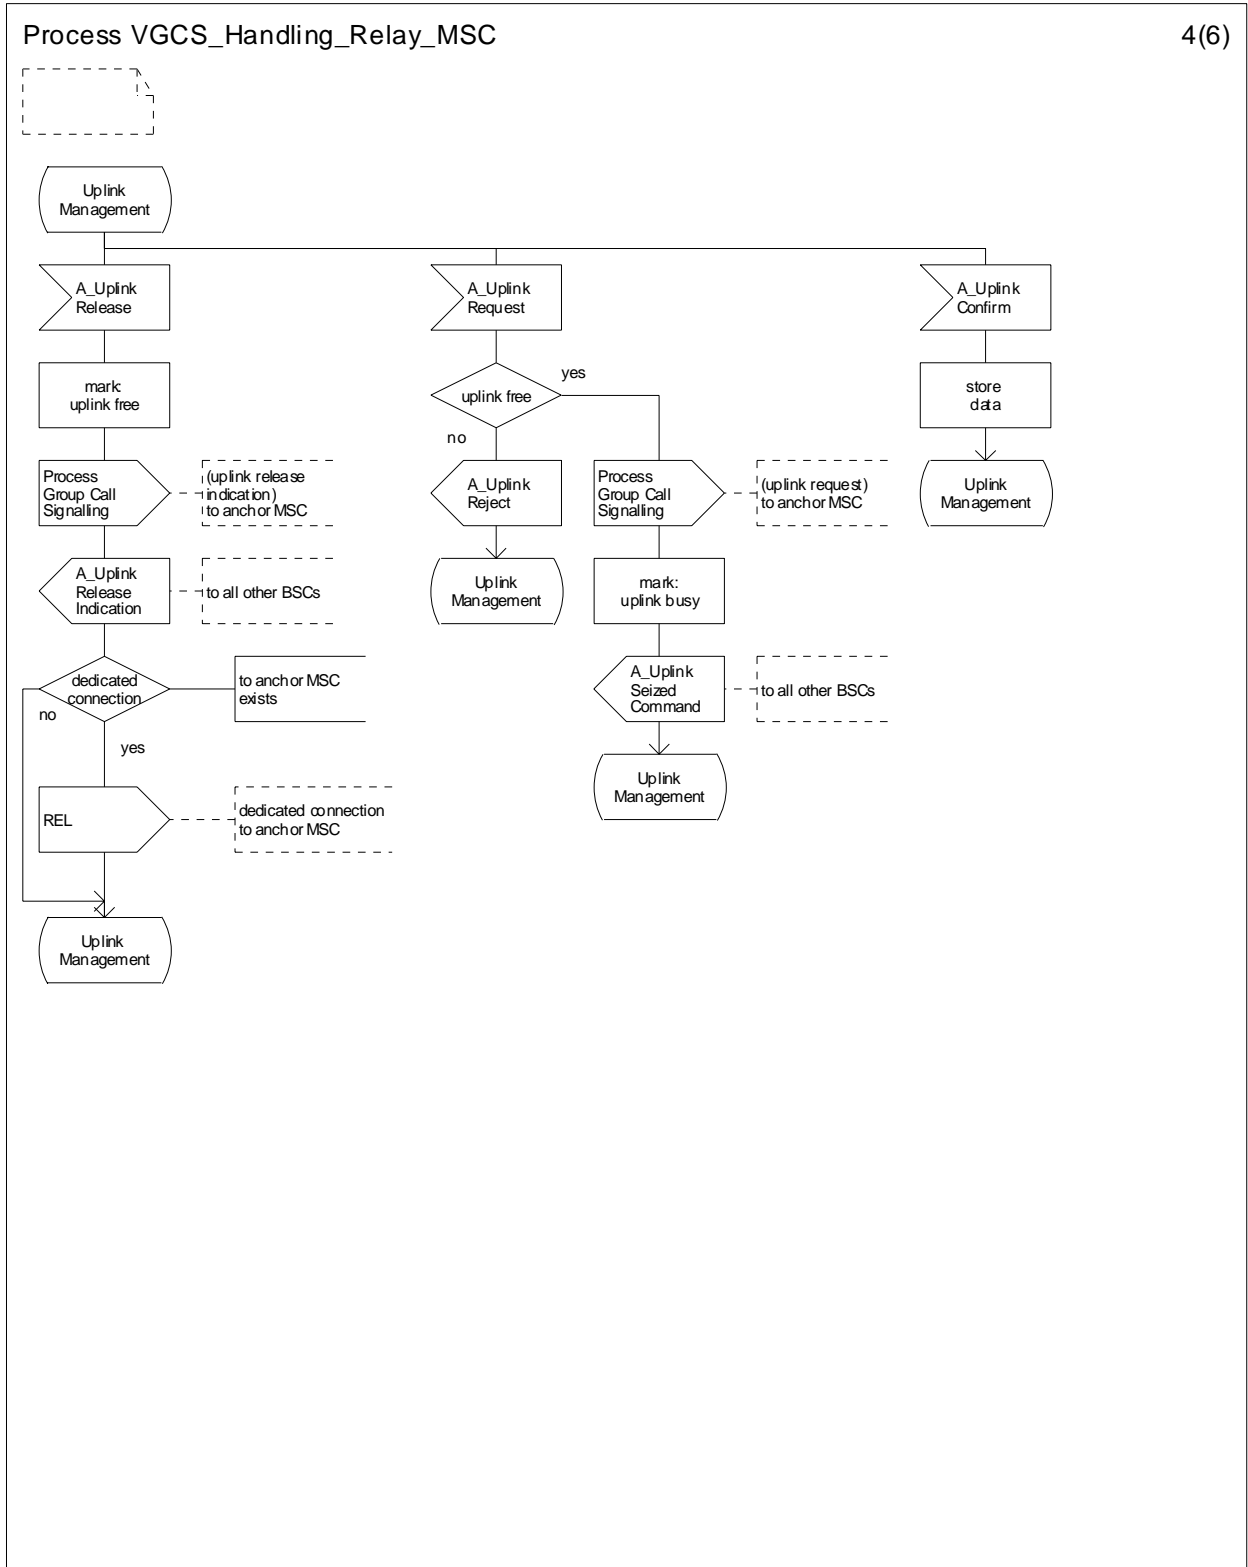 Process VGCS_Handling_Relay_MSC
4(6)
Uplink
Management
A_Uplink
Release
mark:
uplink free
Process
Group Call
Signalling
(uplink release
indication)
to anchor MSC
A_Uplink
Release
Indication
to all other BSCs
dedicated
connection
to anchor MSC
exists
no
yes
REL
dedicated connection
to anchor MSC
Uplink
Management
A_Uplink
Request
uplink free
yes
no
A_Uplink
Reject
Uplink
Management
Process
Group Call
Signalling
(uplink request)
to anchor MSC
mark:
uplink busy
A_Uplink
Seized
Command
to all other BSCs
Uplink
Management
A_Uplink
Confirm
store
data
Uplink
Management